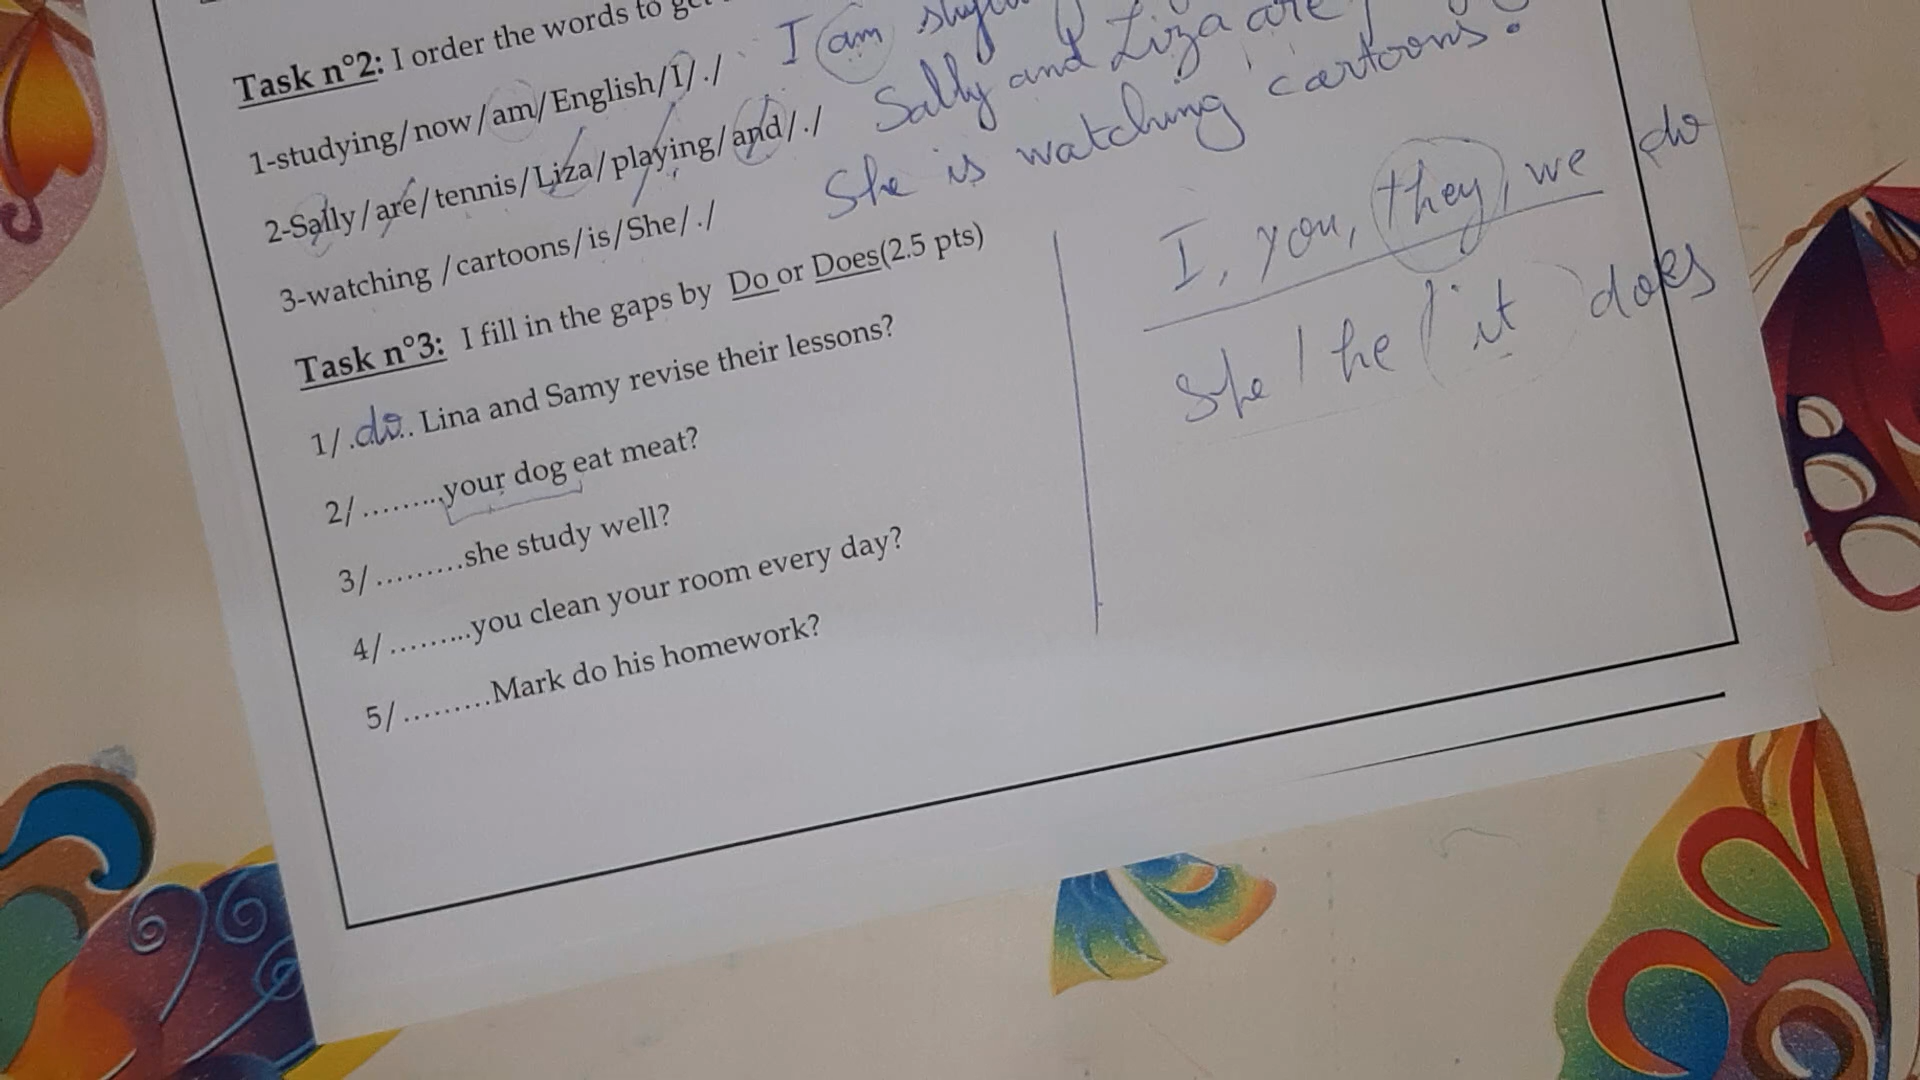 Task n°2: I order the words to
1-studying/now/am/English/I/./ I am
2-Sally/are/tennis/Liza/playing/and/./ Sally and Liza are
3-watching /cartoons/is/She/./ She is watching cartoons.
Task n°3: I fill in the gaps by Do or Does(2.5 pts)
1/.do.. Lina and Samy revise their lessons?
2/.........your dog eat meat?
3/.........she study well?
4/.........you clean your room every day?
5/.........Mark do his homework?
I, you, they, we do
She / he / it does